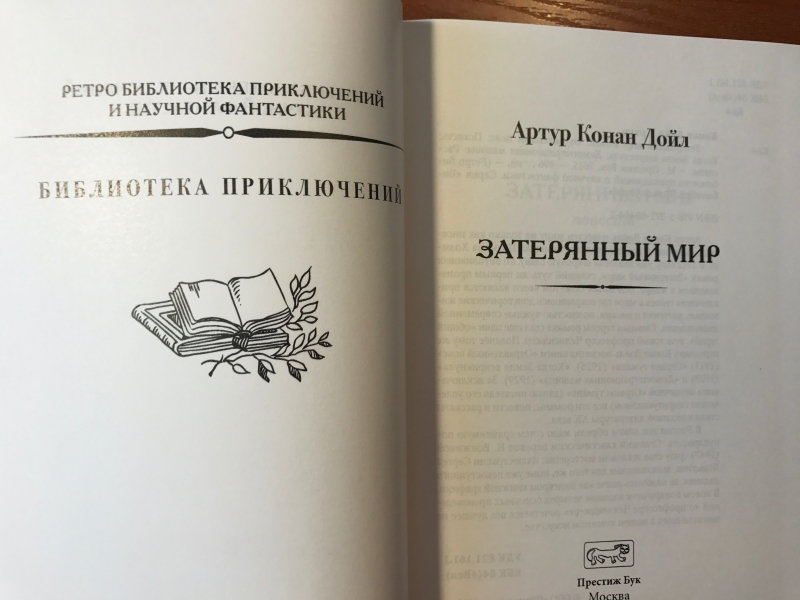 РЕТРО БИБЛИОТЕКА ПРИКЛЮЧЕНИЙ
И НАУЧНОЙ ФАНТАСТИКИ
БИБЛИОТЕКА ПРИКЛЮЧЕНИЙ
Артур Конан Дойл
ЗАТЕРЯННЫЙ МИР
Престиж Бук
Москва